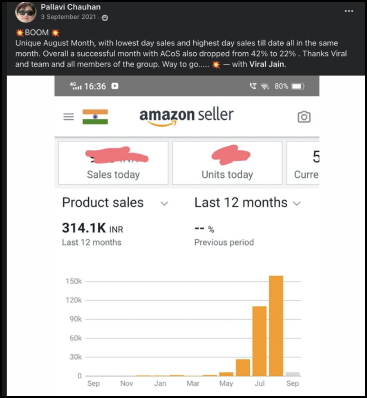 Pallavi Chauhan
3 September 2021 ·
BOOM
Unique August Month, with lowest day sales and highest day sales till date all in the same
month. Overall a successful month with ACoS also dropped from 42% to 22% . Thanks Viral
and team and all members of the group. Way to go..... — with Viral Jain.
4G 16:36 80%
amazon seller
5
Sales today Units today Curre
Product sales Last 12 months
314.1K INR -- %
Last 12 months Previous period
150k
120k
90k
60k
30k
0
Sep Nov Jan Mar May Jul Sep